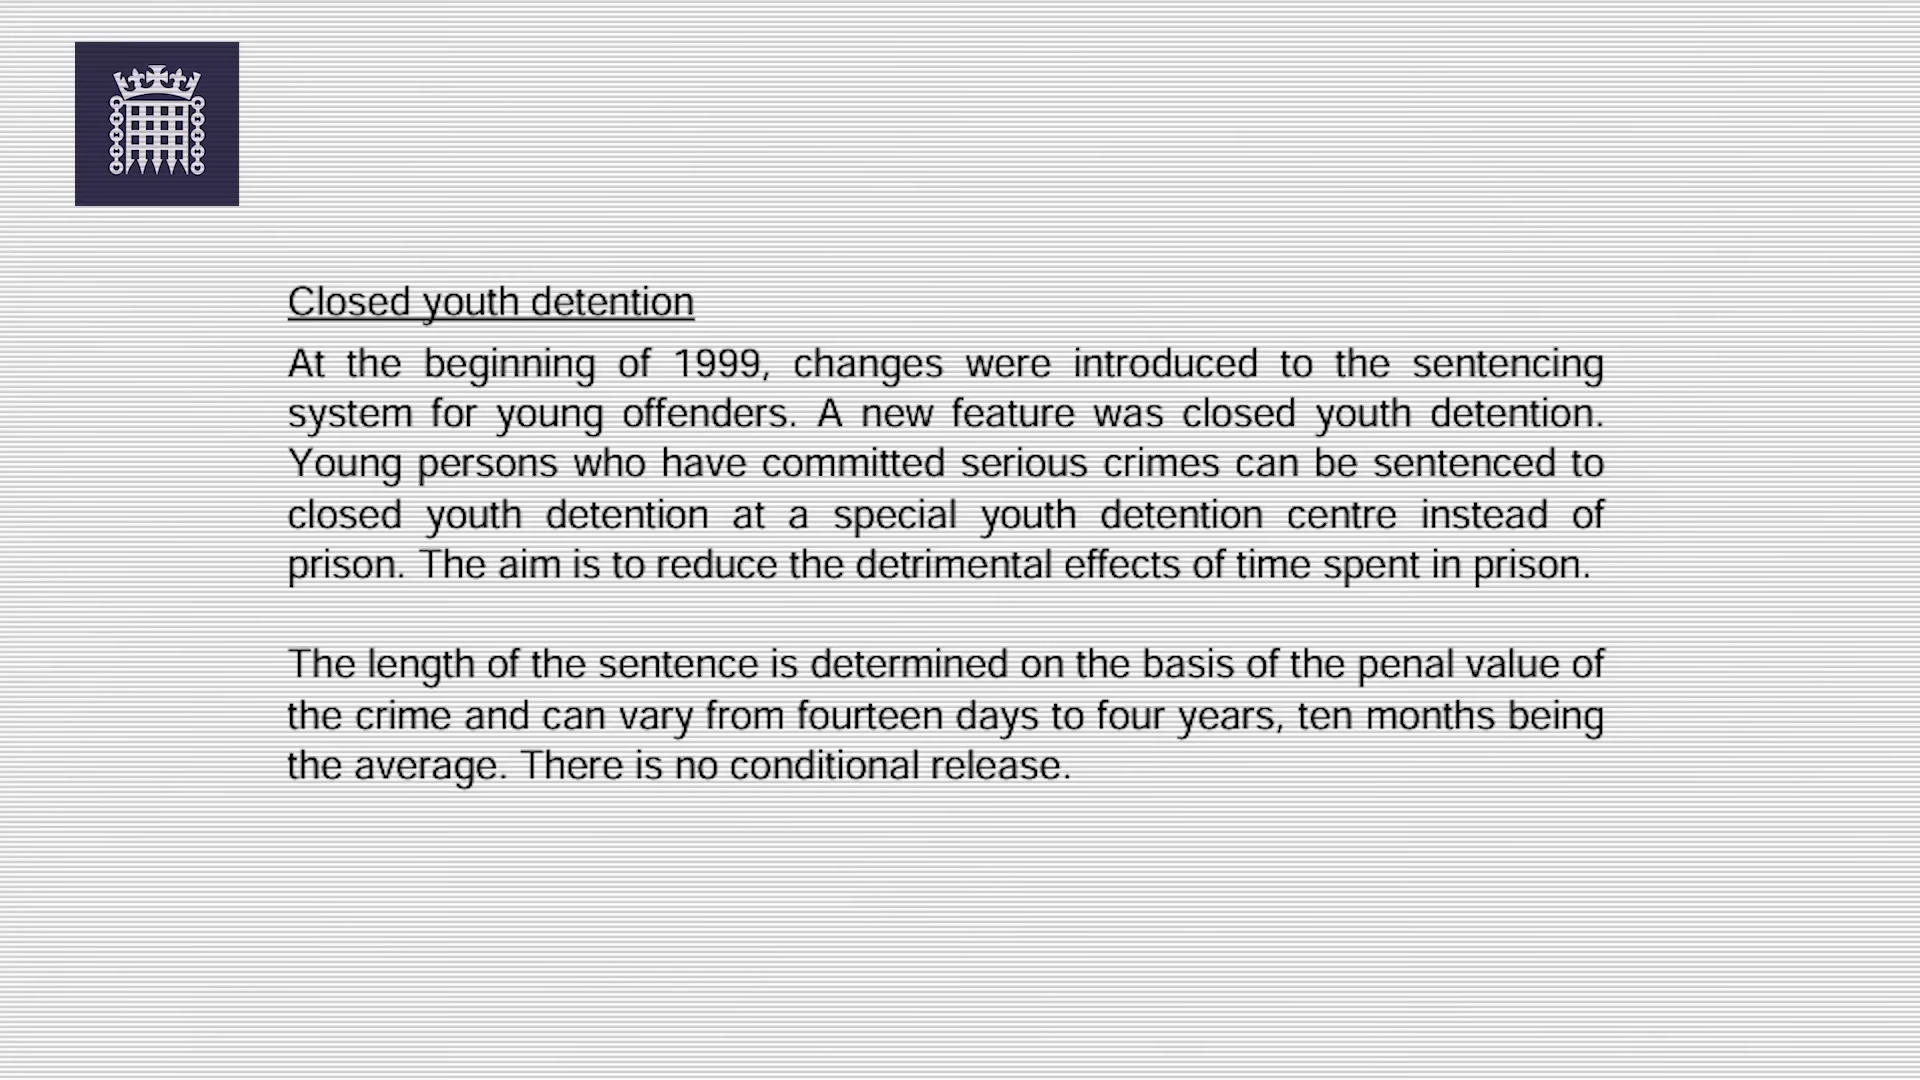 Closed youth detention
At the beginning of 1999, changes were introduced to the sentencing
system for young offenders. A new feature was closed youth detention.
Young persons who have committed serious crimes can be sentenced to
closed youth detention at a special youth detention centre instead of
prison. The aim is to reduce the detrimental effects of time spent in prison.
The length of the sentence is determined on the basis of the penal value of
the crime and can vary from fourteen days to four years, ten months being
the average. There is no conditional release.